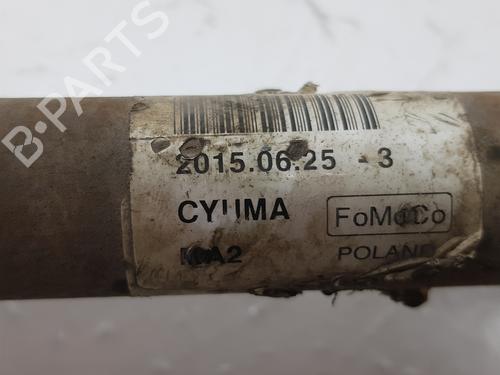 B-PARTS
2015.06.25 - 3
CYUMA
FoMoCo
POLAND